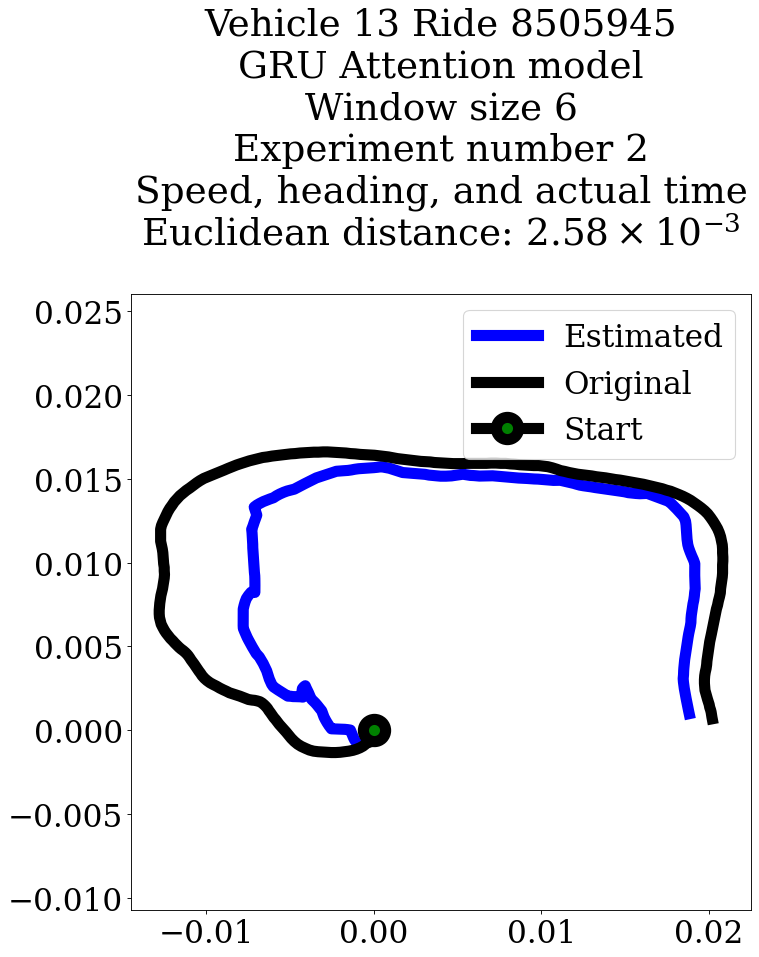 Vehicle 13 Ride 8505945
GRU Attention model
Window size 6
Experiment number 2
Speed, heading, and actual time
Euclidean distance: 2.58 × 10⁻³
Estimated
Original
Start
0.025
0.020
0.015
0.010
0.005
0.000
−0.005
−0.010
−0.01 0.00 0.01 0.02